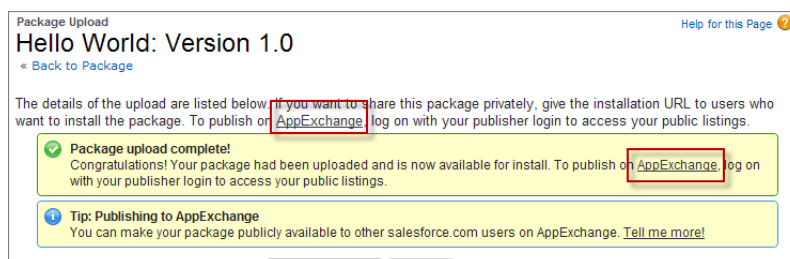 Package Upload
Help for this Page
Hello World: Version 1.0
« Back to Package
The details of the upload are listed below. If you want to share this package privately, give the installation URL to users who
want to install the package. To publish on AppExchange, log on with your publisher login to access your public listings.
Package upload complete!
Congratulations! Your package had been uploaded and is now available for install. To publish on AppExchange, log on
with your publisher login to access your public listings.
Tip: Publishing to AppExchange
You can make your package publicly available to other salesforce.com users on AppExchange. Tell me more!